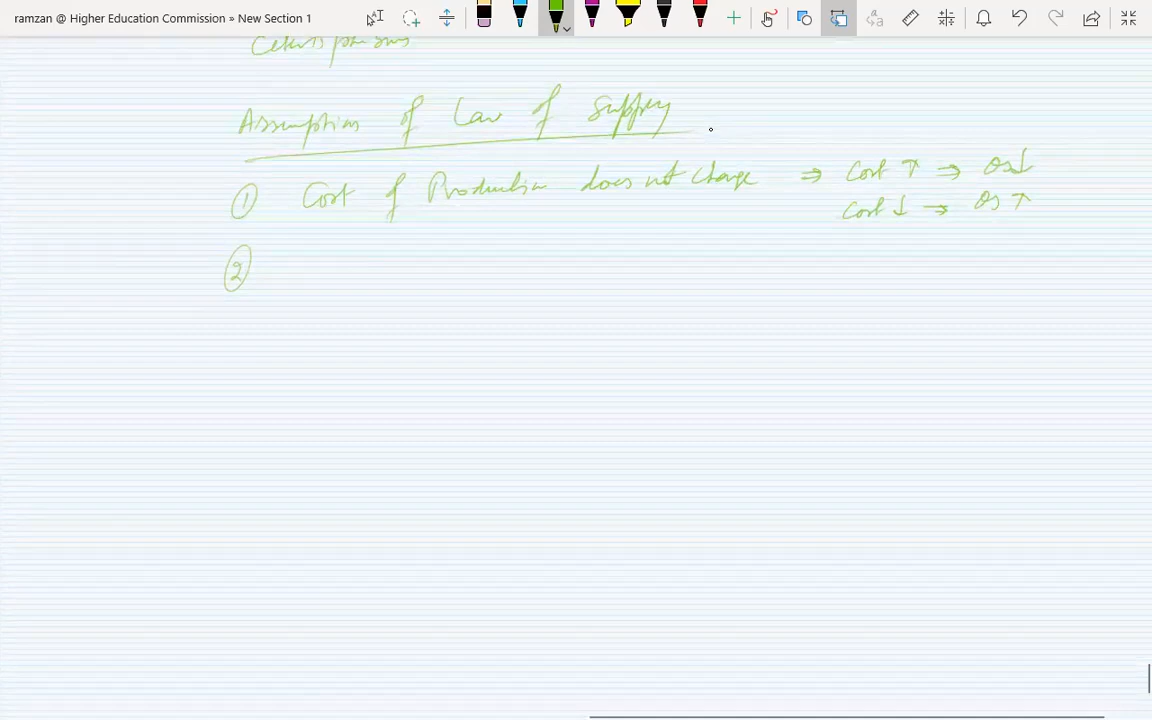 ramzan @ Higher Education Commission » New Section 1
Assumption of Law of Supply
① Cost of Production does not change ⇒ Cost ↑ ⇒ Qs↓
Cost ↓ → Qs ↑
②